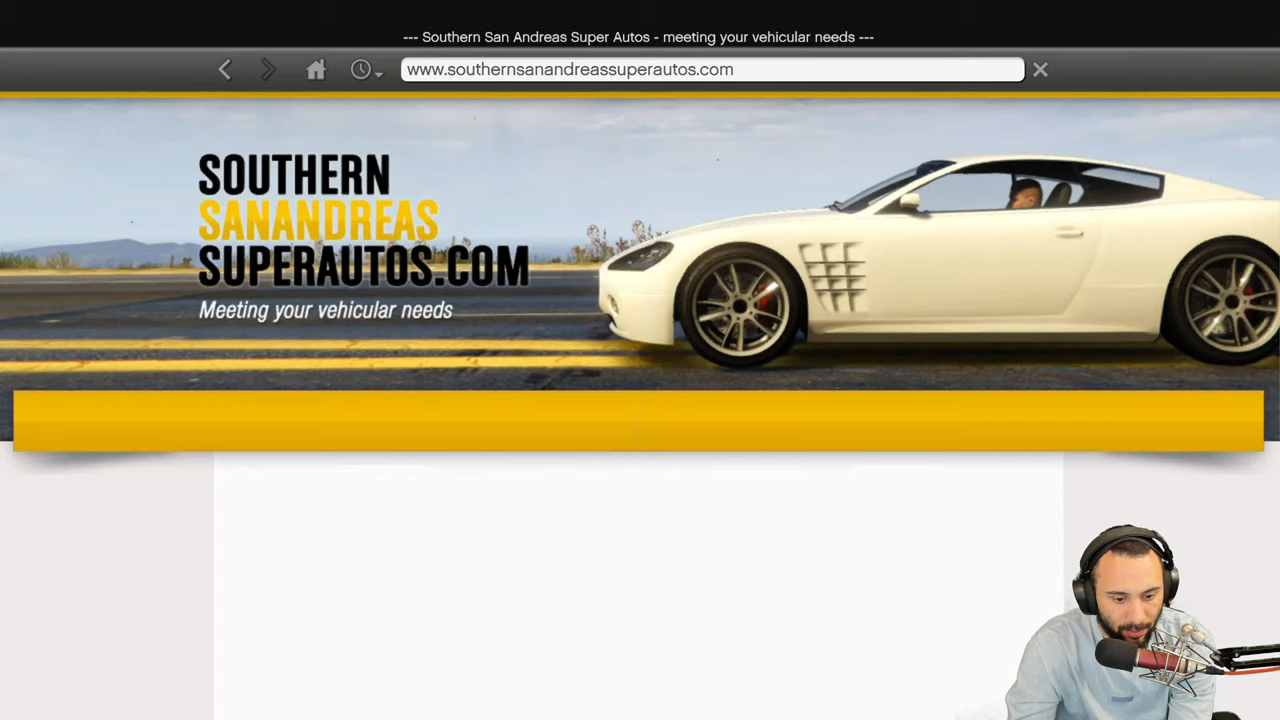 --- Southern San Andreas Super Autos - meeting your vehicular needs ---
www.southernsanandreassuperautos.com
SOUTHERN
SANANDREAS
SUPERAUTOS.COM
Meeting your vehicular needs